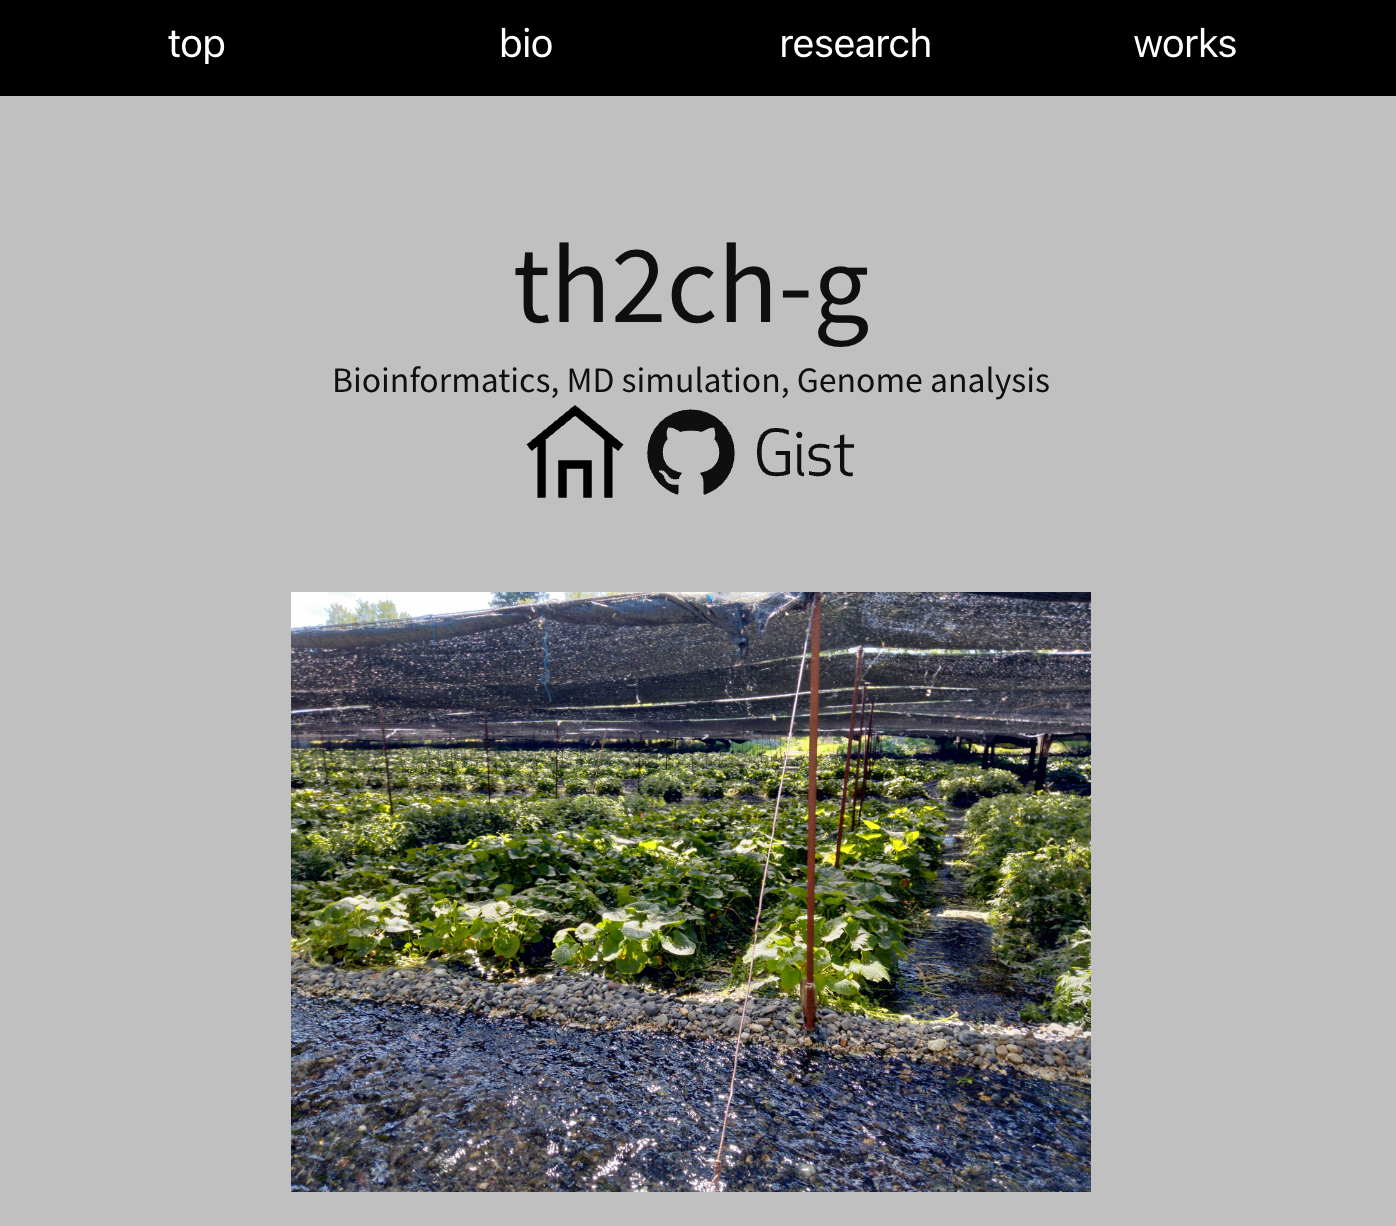 top bio research works
th2ch-g
Bioinformatics, MD simulation, Genome analysis
Gist